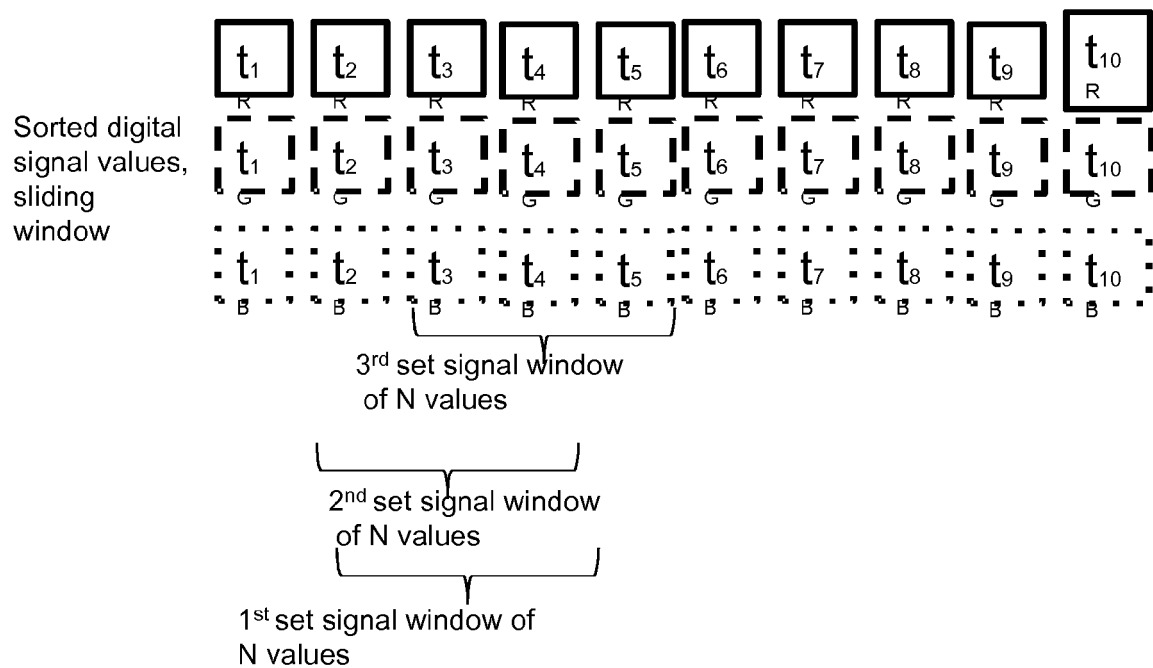 t1 t2 t3 t4 t5 t6 t7 t8 t9 t10
R R R R R R R R R R
Sorted digital
signal values,
sliding
window
t1 t2 t3 t4 t5 t6 t7 t8 t9 t10
G G G G G G G G G G
t1 t2 t3 t4 t5 t6 t7 t8 t9 t10
B B B B B B B B B B
3rd set signal window
of N values
2nd set signal window
of N values
1st set signal window of
N values